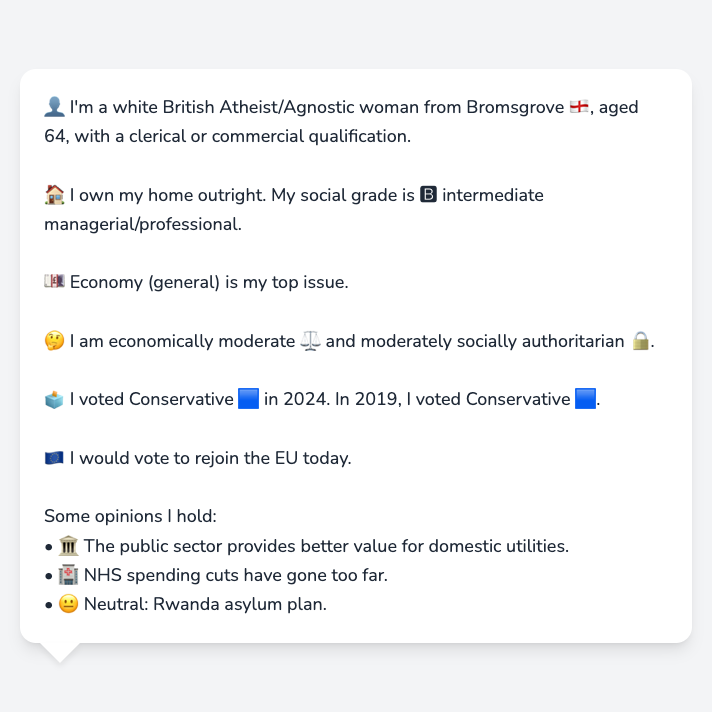 👤 I'm a white British Atheist/Agnostic woman from Bromsgrove 🏴󠁧󠁢󠁥󠁮󠁧󠁿, aged
64, with a clerical or commercial qualification.
🏠 I own my home outright. My social grade is 🅱 intermediate
managerial/professional.
💷 Economy (general) is my top issue.
🤔 I am economically moderate ⚖️ and moderately socially authoritarian 🔒.
🗳️ I voted Conservative 🟦 in 2024. In 2019, I voted Conservative 🟦.
🇪🇺 I would vote to rejoin the EU today.
Some opinions I hold:
• 🏛️ The public sector provides better value for domestic utilities.
• 🏥 NHS spending cuts have gone too far.
• 😐 Neutral: Rwanda asylum plan.